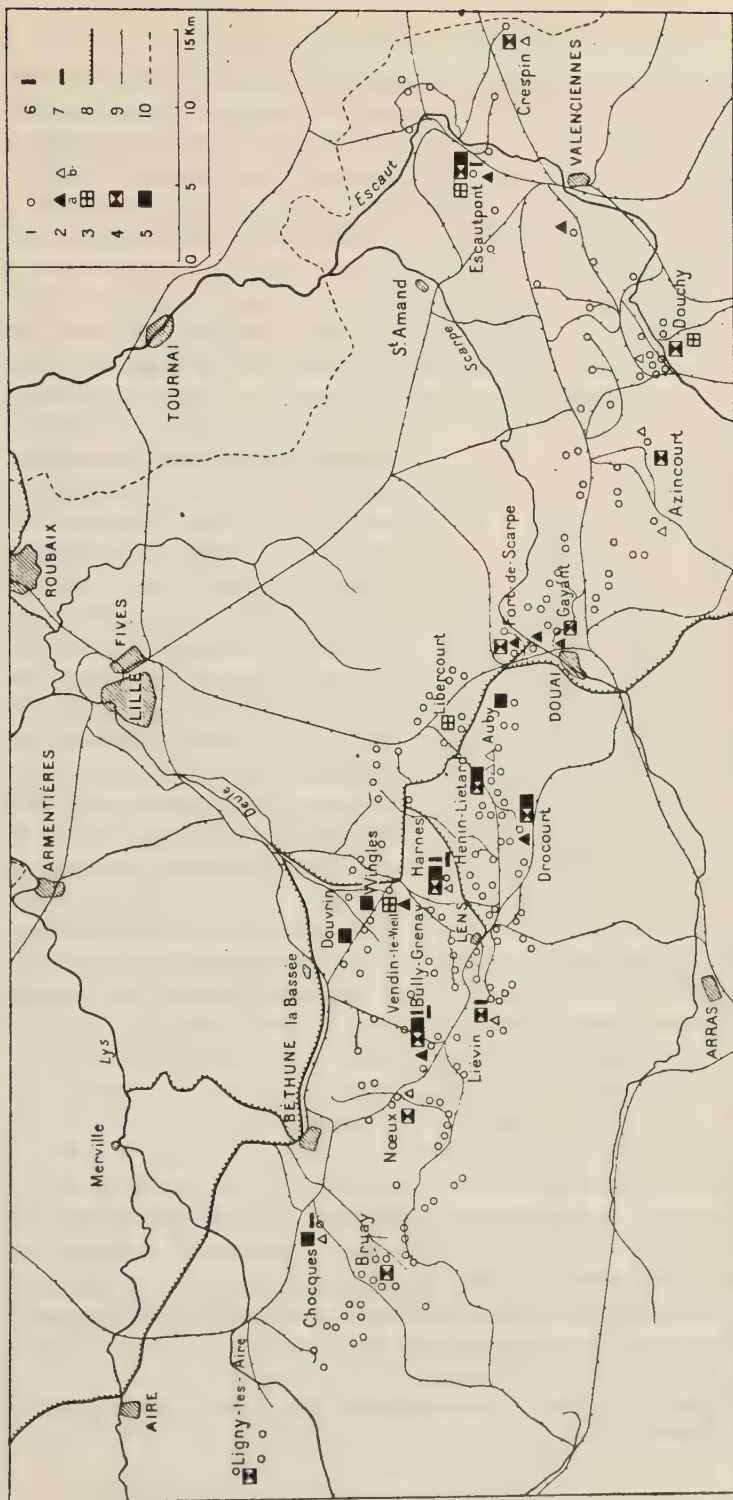 1
2
a
b.
3
4
5
6
7
8
9
10
0
5
10
15 Km
AIRE
Merville
Lys
ARMENTIÈRES
ROUBAIX
LILLE
FIVES
TOURNAI
Escaut
Ligny-les-Aire
Chocques
BÉTHUNE
la Bassée
Deule
Douvrin
Wingles
Bruay
Nœux
Vendin-le-Vieil
Bully-Grenay
Harnes
Libercourt
LENS
Liévin
Henin-Liétard
Auby
Drocourt
Fort-de-Scarpe
Gayant
DOUAI
ARRAS
St Amand
Scarpe
Escautpont
Crespin
VALENCIENNES
Azincourt
Douchy